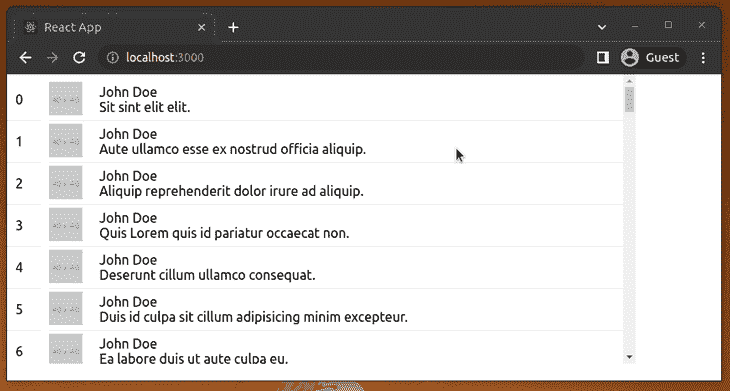 React App
localhost:3000
Guest
0
John Doe
Sit sint elit elit.
1
John Doe
Aute ullamco esse ex nostrud officia aliquip.
2
John Doe
Aliquip reprehenderit dolor irure ad aliquip.
3
John Doe
Quis Lorem quis id pariatur occaecat non.
4
John Doe
Deserunt cillum ullamco consequat.
5
John Doe
Duis id culpa sit cillum adipisicing minim excepteur.
6
John Doe
Ea labore duis ut aute culpa eu.